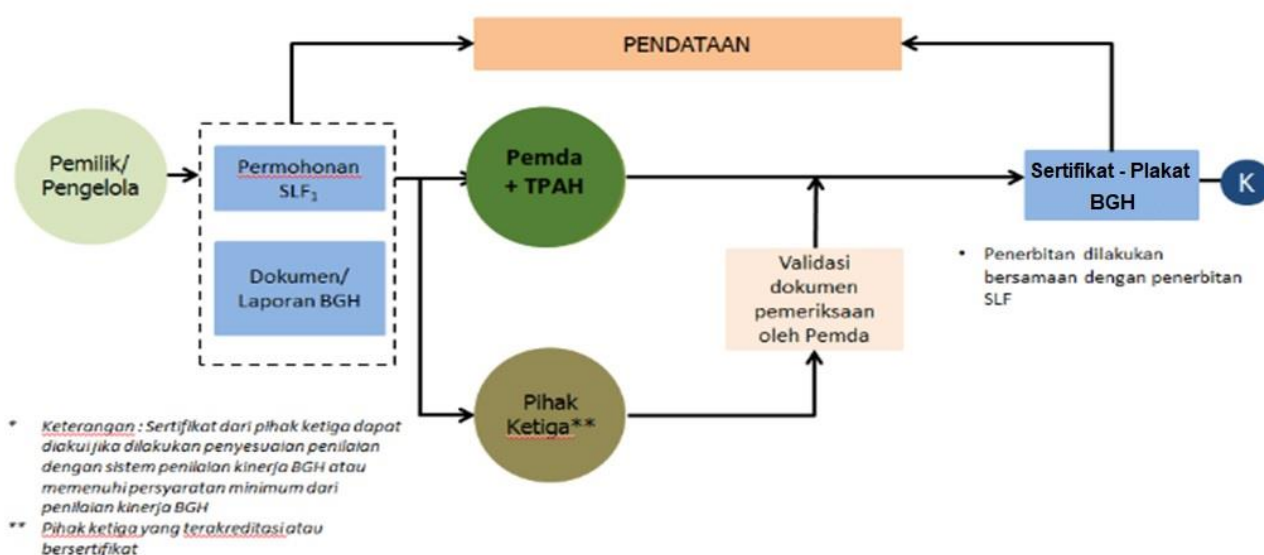 PENDATAAN
Pemilik/
Pengelola
Permohonan
SLF₁
Dokumen/
Laporan BGH
Pemda
+ TPAH
Pihak
Ketiga**
Validasi
dokumen
pemeriksaan
oleh Pemda
Sertifikat - Plakat
BGH
K
• Penerbitan dilakukan
bersamaan dengan penerbitan
SLF
* Keterangan : Sertifikat dari pihak ketiga dapat
diakui jika dilakukan penyesuaian penilaian
dengan sistem penilaian kinerja BGH atau
memenuhi persyaratan minimum dari
penilaian kinerja BGH
** Pihak ketiga yang terakreditasi atau
bersertifikat